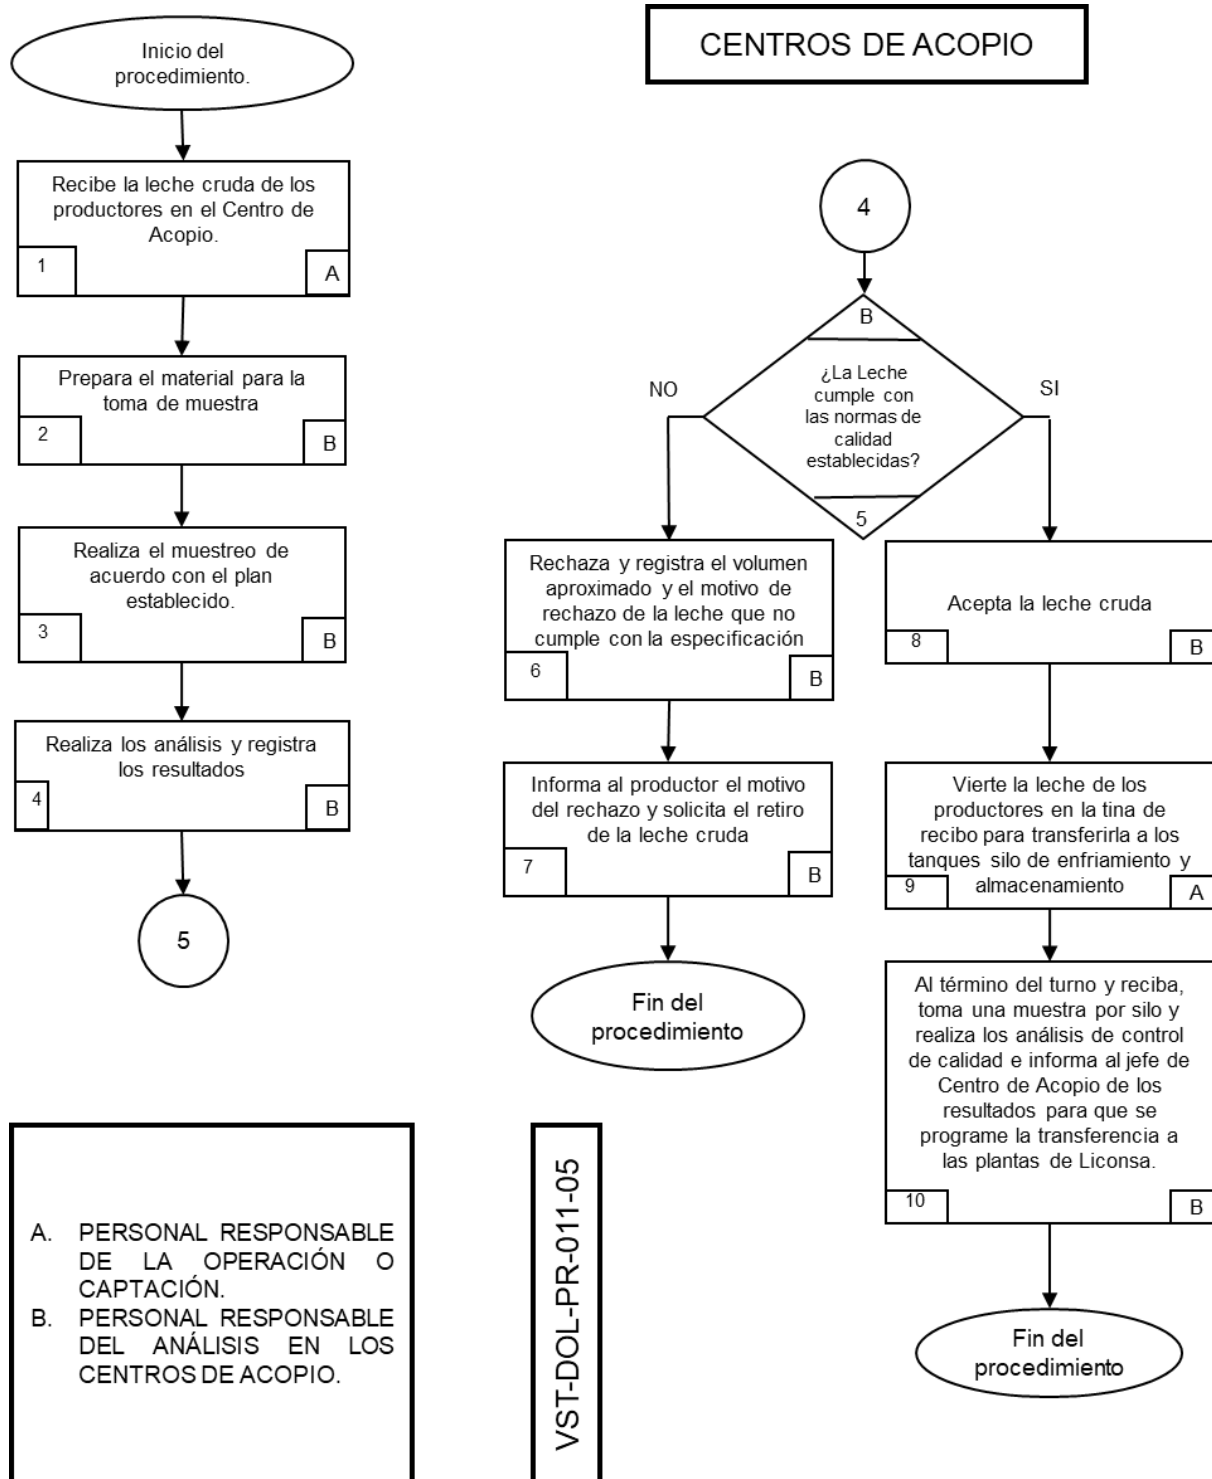 CENTROS DE ACOPIO
Inicio del
procedimiento.
Recibe la leche cruda de los
productores en el Centro de
Acopio.
1
A
Prepara el material para la
toma de muestra
2
B
Realiza el muestreo de
acuerdo con el plan
establecido.
3
B
Realiza los análisis y registra
los resultados
4
B
5
4
B
¿La Leche
cumple con
las normas de
calidad
establecidas?
5
NO
SI
Rechaza y registra el volumen
aproximado y el motivo de
rechazo de la leche que no
cumple con la especificación
6
B
Informa al productor el motivo
del rechazo y solicita el retiro
de la leche cruda
7
B
Fin del
procedimiento
Acepta la leche cruda
8
B
Vierte la leche de los
productores en la tina de
recibo para transferirla a los
tanques silo de enfriamiento y
almacenamiento
9
A
Al término del turno y reciba,
toma una muestra por silo y
realiza los análisis de control
de calidad e informa al jefe de
Centro de Acopio de los
resultados para que se
programe la transferencia a
las plantas de Liconsa.
10
B
Fin del
procedimiento
A. PERSONAL RESPONSABLE
DE LA OPERACIÓN O
CAPTACIÓN.
B. PERSONAL RESPONSABLE
DEL ANÁLISIS EN LOS
CENTROS DE ACOPIO.
VST-DOL-PR-011-05